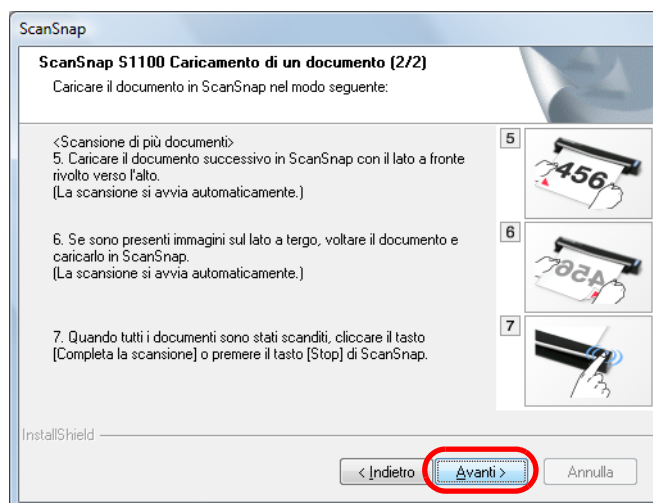 ScanSnap
ScanSnap S1100 Caricamento di un documento (2/2)
Caricare il documento in ScanSnap nel modo seguente:
<Scansione di più documenti>
5. Caricare il documento successivo in ScanSnap con il lato a fronte
rivolto verso l'alto.
(La scansione si avvia automaticamente.)
5
456
6. Se sono presenti immagini sul lato a tergo, voltare il documento e
caricarlo in ScanSnap.
(La scansione si avvia automaticamente.)
6
456
7. Quando tutti i documenti sono stati scanditi, cliccare il tasto
[Completa la scansione] o premere il tasto [Stop] di ScanSnap.
7
InstallShield
< Indietro
Avanti >
Annulla